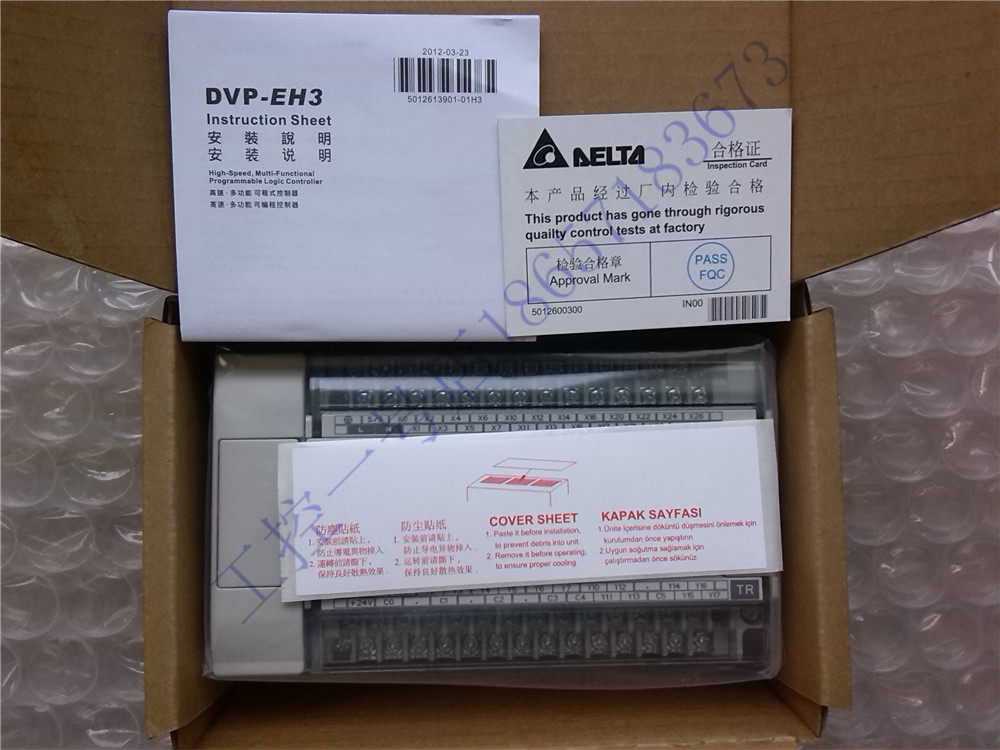 2012-03-23
5012613901-01H3
DVP-EH3
Instruction Sheet
安裝說明
安装说明
High-Speed, Multi-Functional
Programmable Logic Controller
高速·多功能 可程式控制器
高速·多功能 可编程控制器
DELTA
合格证
Inspection Card
本产品经过厂内检验合格
This product has gone through rigorous
quailty control tests at factory
检验合格章
Approval Mark
PASS
FQC
5012600300
IN00
S/S X0 X2 X4 X6 X10 X12 X14 X16 X20 X22 X24 X26
L N X1 X3 X5 X7 X11
防塵貼紙
1. 安裝前請貼上，
防止導電異物掉入．
2. 運轉前請撕下，
保持良好散熱效果．
防尘贴纸
1. 安装前请贴上，
防止导电异物掉入．
2. 运转前请撕下，
保持良好散热效果．
COVER SHEET
1. Paste it before installation,
to prevent debris into unit.
2. Remove it before operating,
to ensure proper cooling.
KAPAK SAYFASI
1.Ünite içerisine döküntü düşmesini önlemek için
kurulumdan önce yapıştırın
2.Uygun soğutma sağlamak için
çalıştırmadan önce sökünüz
Y14 Y16
+24V C0 - C1 - C2 - C3 C4 Y11 Y13 C5 Y15 Y17
TR
工控一
18657183673